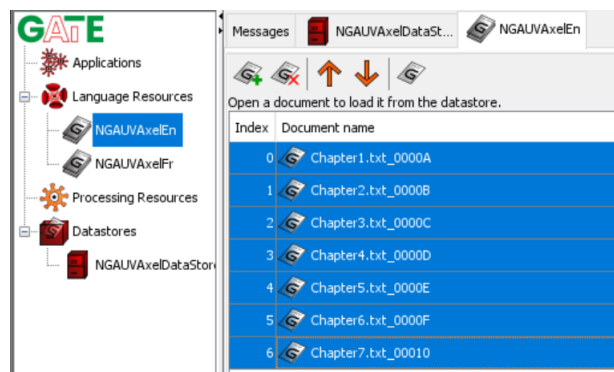 GATE
Applications
Language Resources
NGAUVAxelEn
NGAUVAxelFr
Processing Resources
Datastores
NGAUVAxelDataStor
Messages NGAUVAxelDataSt... NGAUVAxelEn
Open a document to load it from the datastore.
Index Document name
0 Chapter1.txt_0000A
1 Chapter2.txt_0000B
2 Chapter3.txt_0000C
3 Chapter4.txt_0000D
4 Chapter5.txt_0000E
5 Chapter6.txt_0000F
6 Chapter7.txt_00010